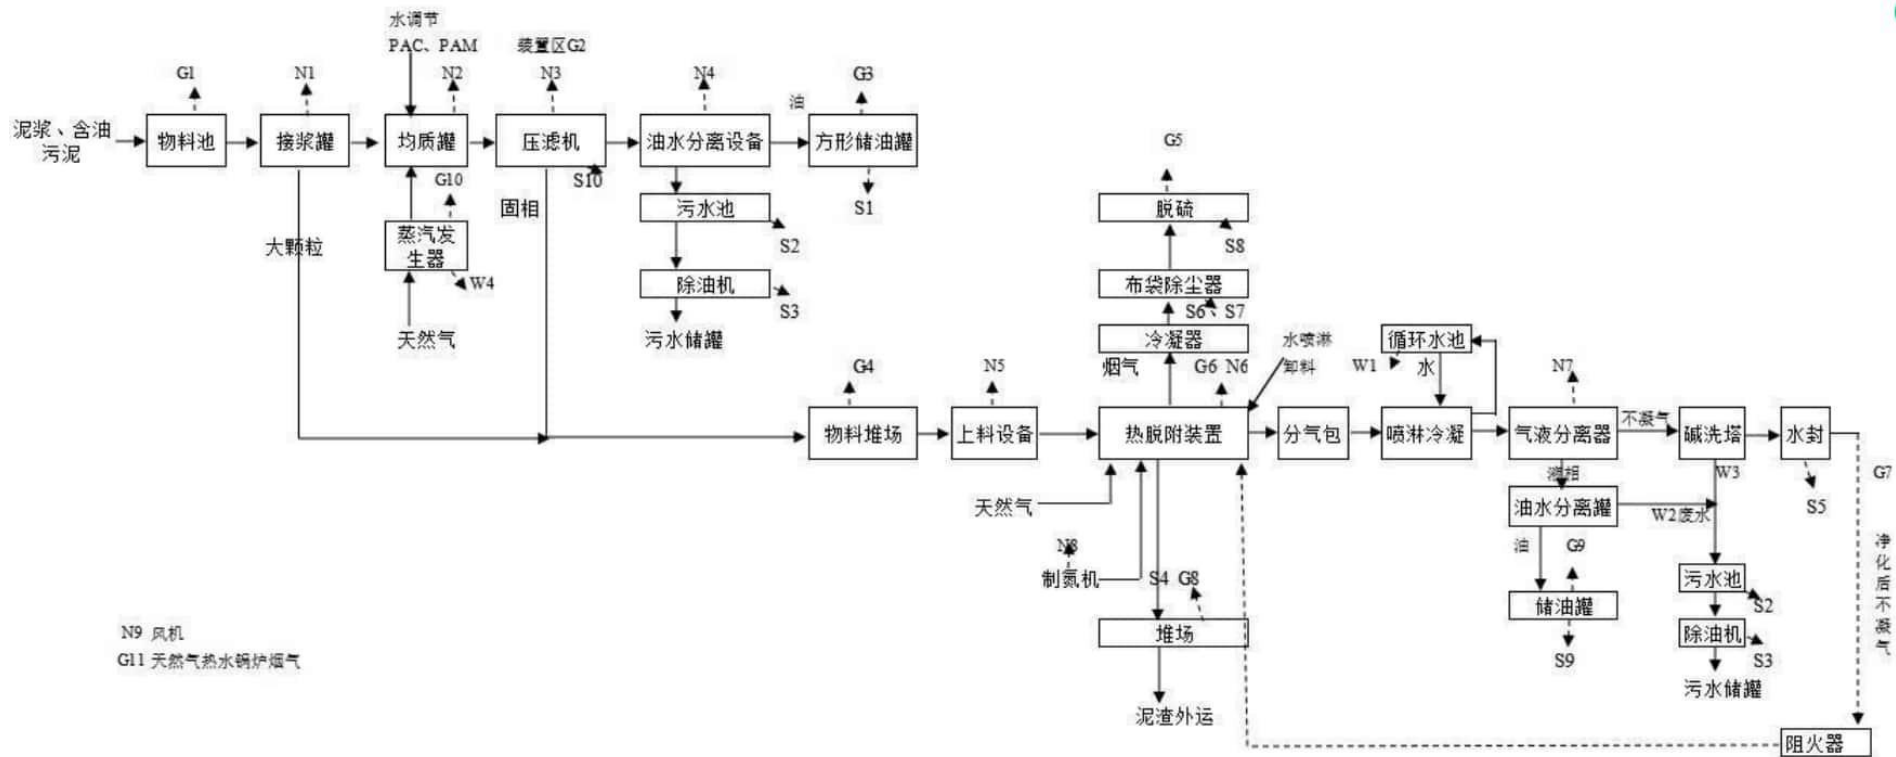 水调节
PAC、PAM
装置区G2
G1
N1
N2
N3
N4
G3
油
泥浆、含油
污泥
物料池
接浆罐
均质罐
压滤机
油水分离设备
方形储油罐
G10
S10
S1
固相
污水池
S2
大颗粒
蒸汽发
生器
W4
除油机
S3
天然气
污水储罐
G5
脱硫
S8
布袋除尘器
S6、S7
冷凝器
烟气
G6
N6
水喷淋
卸料
循环水池
W1
水
N7
G4
N5
物料堆场
上料设备
热脱附装置
分气包
喷淋冷凝
气液分离器
不凝气
碱洗塔
水封
液相
W3
G7
S5
天然气
油水分离罐
W2废水
油
G9
N8
制氮机
S4
G8
储油罐
S9
污水池
S2
除油机
S3
污水储罐
堆场
泥渣外运
净化后不凝气
阻火器
N9 风机
G11 天然气热水锅炉烟气